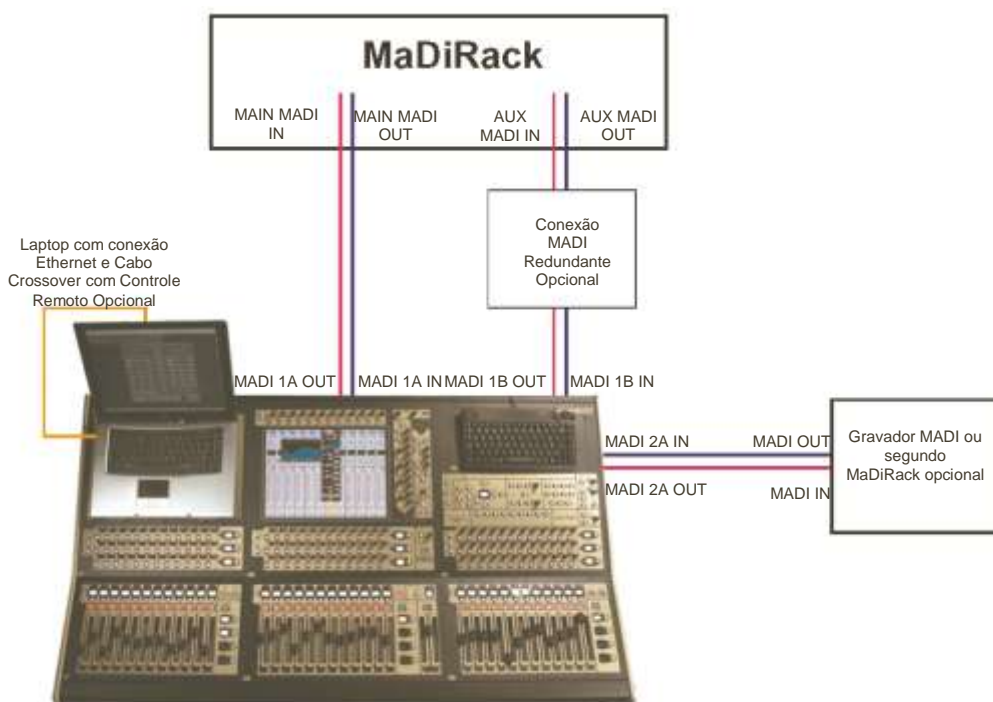 MaDiRack
MAIN MADI
IN
MAIN MADI
OUT
AUX
MADI IN
AUX MADI
OUT
Conexão
MADI
Redundante
Opcional
Laptop com conexão
Ethernet e Cabo
Crossover com Controle
Remoto Opcional
MADI 1A OUT
MADI 1A IN
MADI 1B OUT
MADI 1B IN
MADI 2A IN
MADI OUT
MADI 2A OUT
MADI IN
Gravador MADI ou
segundo
MaDiRack opcional